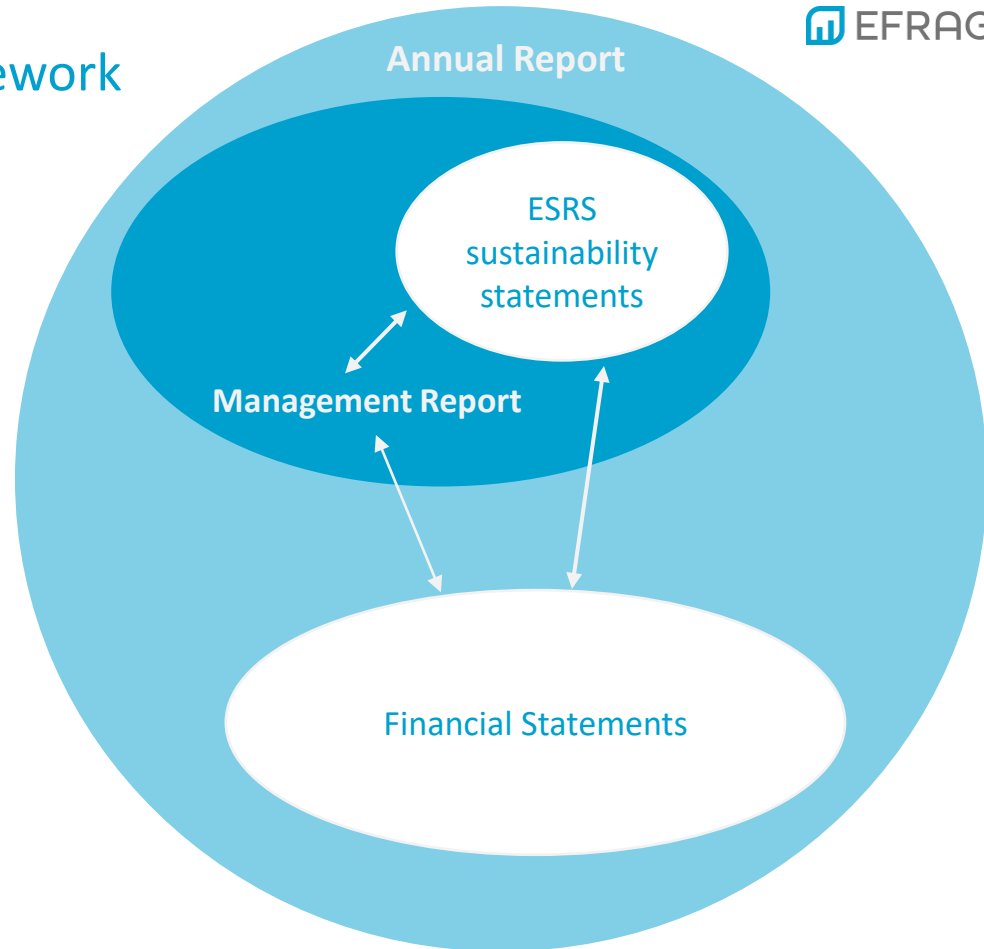 EFRAG
ework
Annual Report
ESRS
sustainability
statements
Management Report
Financial Statements